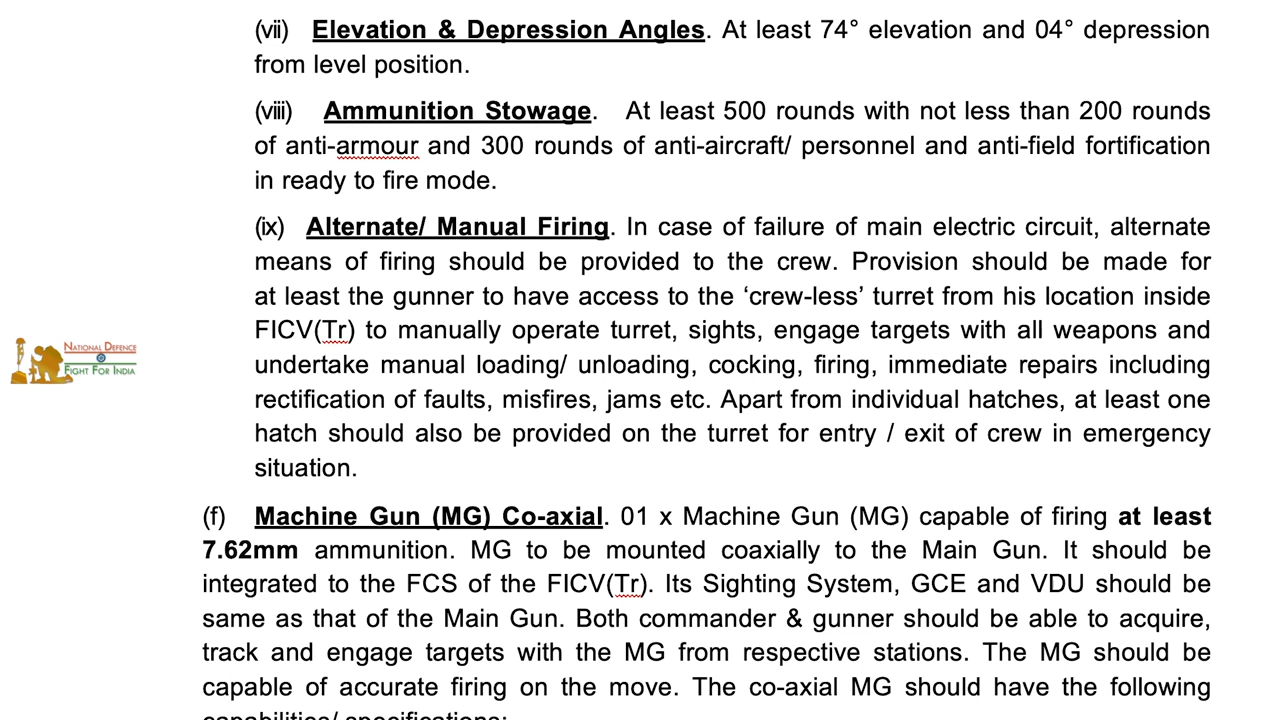 (vii) Elevation & Depression Angles. At least 74° elevation and 04° depression
from level position.
(viii) Ammunition Stowage. At least 500 rounds with not less than 200 rounds
of anti-armour and 300 rounds of anti-aircraft/ personnel and anti-field fortification
in ready to fire mode.
(ix) Alternate/ Manual Firing. In case of failure of main electric circuit, alternate
means of firing should be provided to the crew. Provision should be made for
at least the gunner to have access to the ‘crew-less’ turret from his location inside
FICV(Tr) to manually operate turret, sights, engage targets with all weapons and
undertake manual loading/ unloading, cocking, firing, immediate repairs including
rectification of faults, misfires, jams etc. Apart from individual hatches, at least one
hatch should also be provided on the turret for entry / exit of crew in emergency
situation.
NATIONAL DEFENCE
FIGHT FOR INDIA
(f) Machine Gun (MG) Co-axial. 01 x Machine Gun (MG) capable of firing at least
7.62mm ammunition. MG to be mounted coaxially to the Main Gun. It should be
integrated to the FCS of the FICV(Tr). Its Sighting System, GCE and VDU should be
same as that of the Main Gun. Both commander & gunner should be able to acquire,
track and engage targets with the MG from respective stations. The MG should be
capable of accurate firing on the move. The co-axial MG should have the following
capabilities/ specifications: